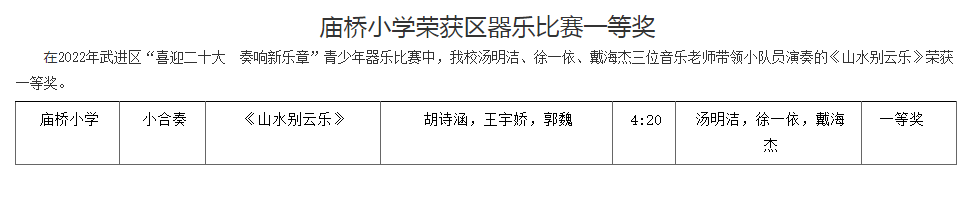 庙桥小学荣获区器乐比赛一等奖
在2022年武进区“喜迎二十大　奏响新乐章”青少年器乐比赛中，我校汤明洁、徐一依、戴海杰三位音乐老师带领小队员演奏的《山水别云乐》荣获
一等奖。
庙桥小学 小合奏 《山水别云乐》 胡诗涵，王宇娇，郭魏 4:20 汤明洁，徐一依，戴海 一等奖
杰